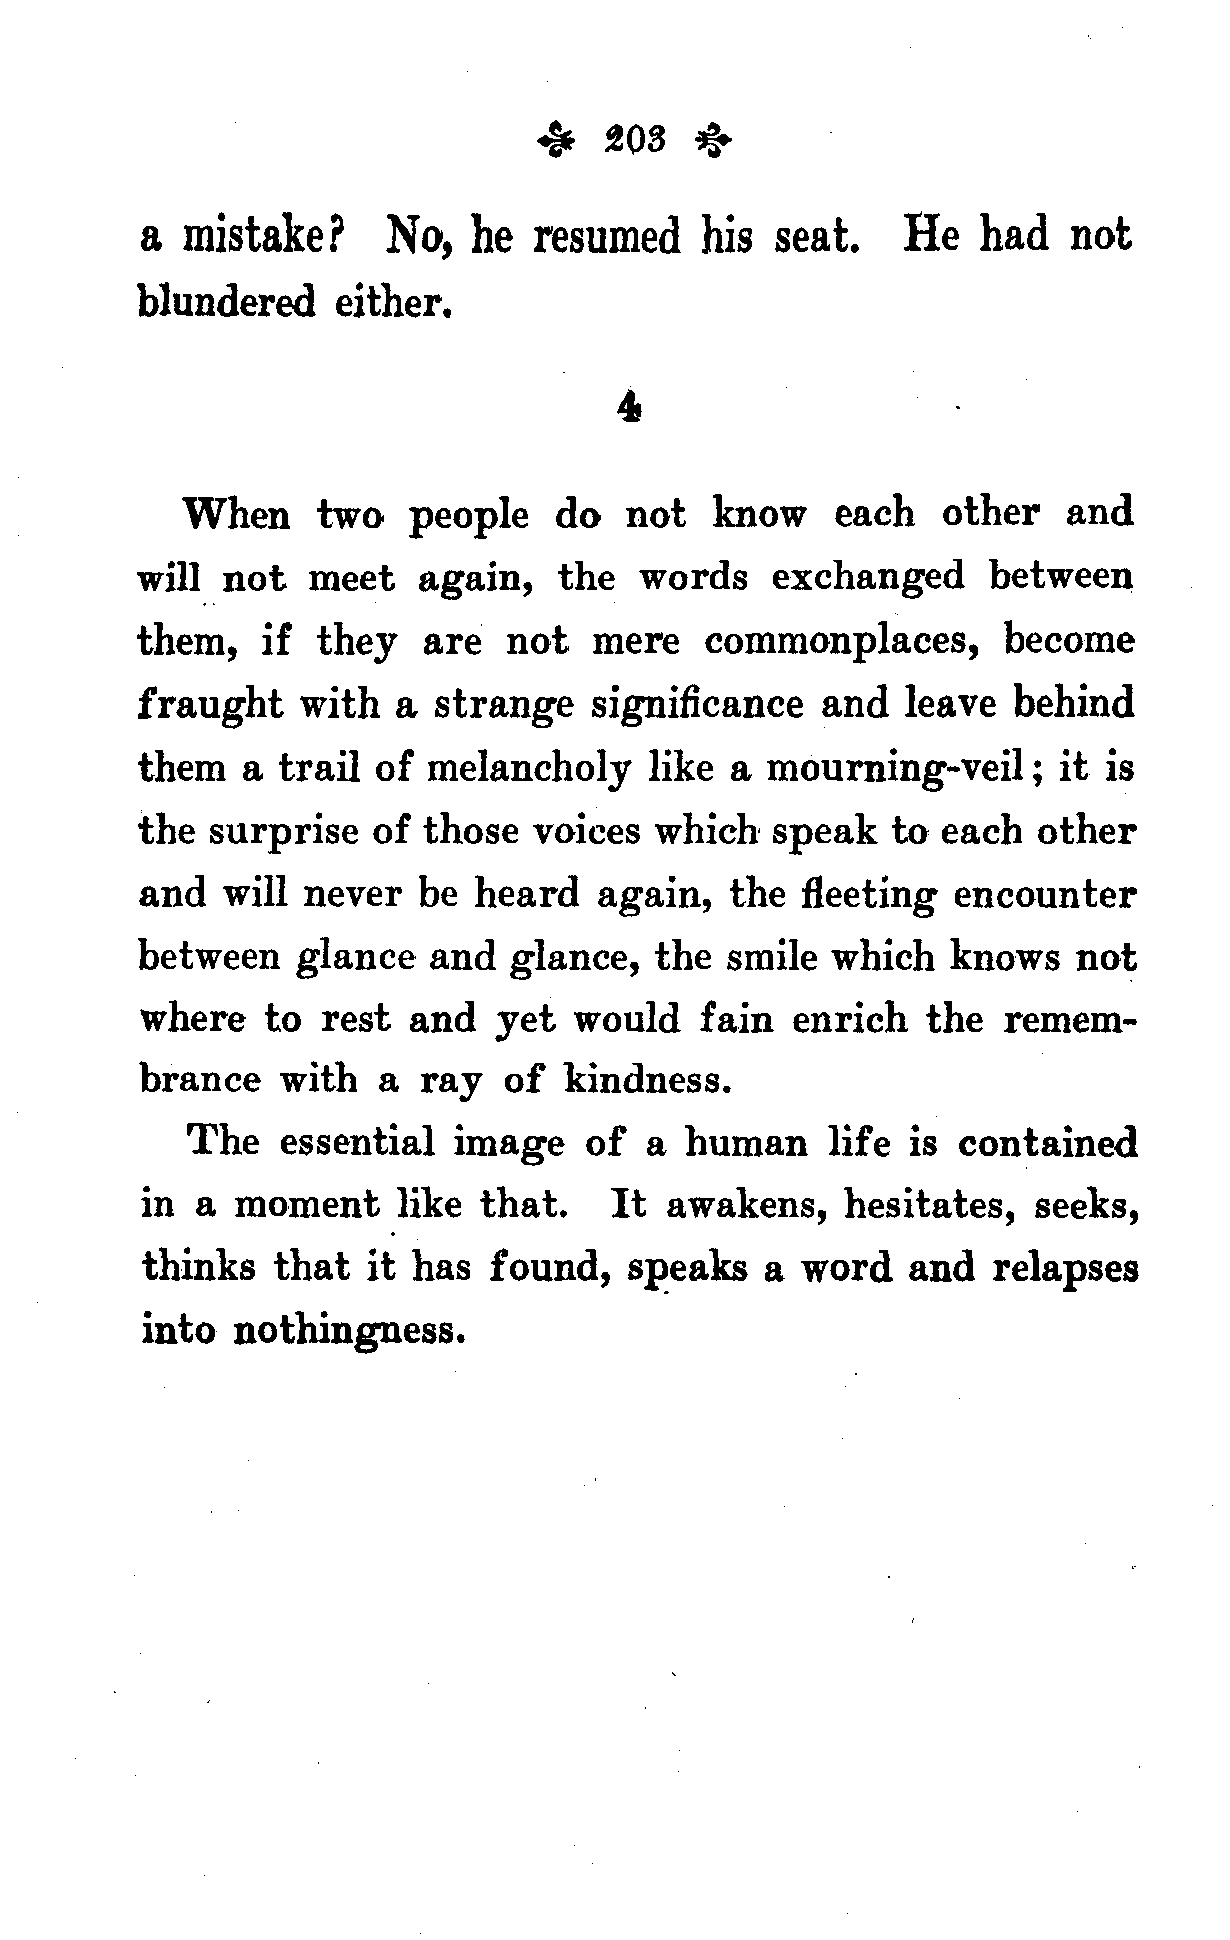 203
a mistake? No, he resumed his seat. He had not
blundered either.
4
When two people do not know each other and
will not meet again, the words exchanged between
them, if they are not mere commonplaces, become
fraught with a strange significance and leave behind
them a trail of melancholy like a mourning-veil; it is
the surprise of those voices which speak to each other
and will never be heard again, the fleeting encounter
between glance and glance, the smile which knows not
where to rest and yet would fain enrich the remem-
brance with a ray of kindness.
The essential image of a human life is contained
in a moment like that. It awakens, hesitates, seeks,
thinks that it has found, speaks a word and relapses
into nothingness.